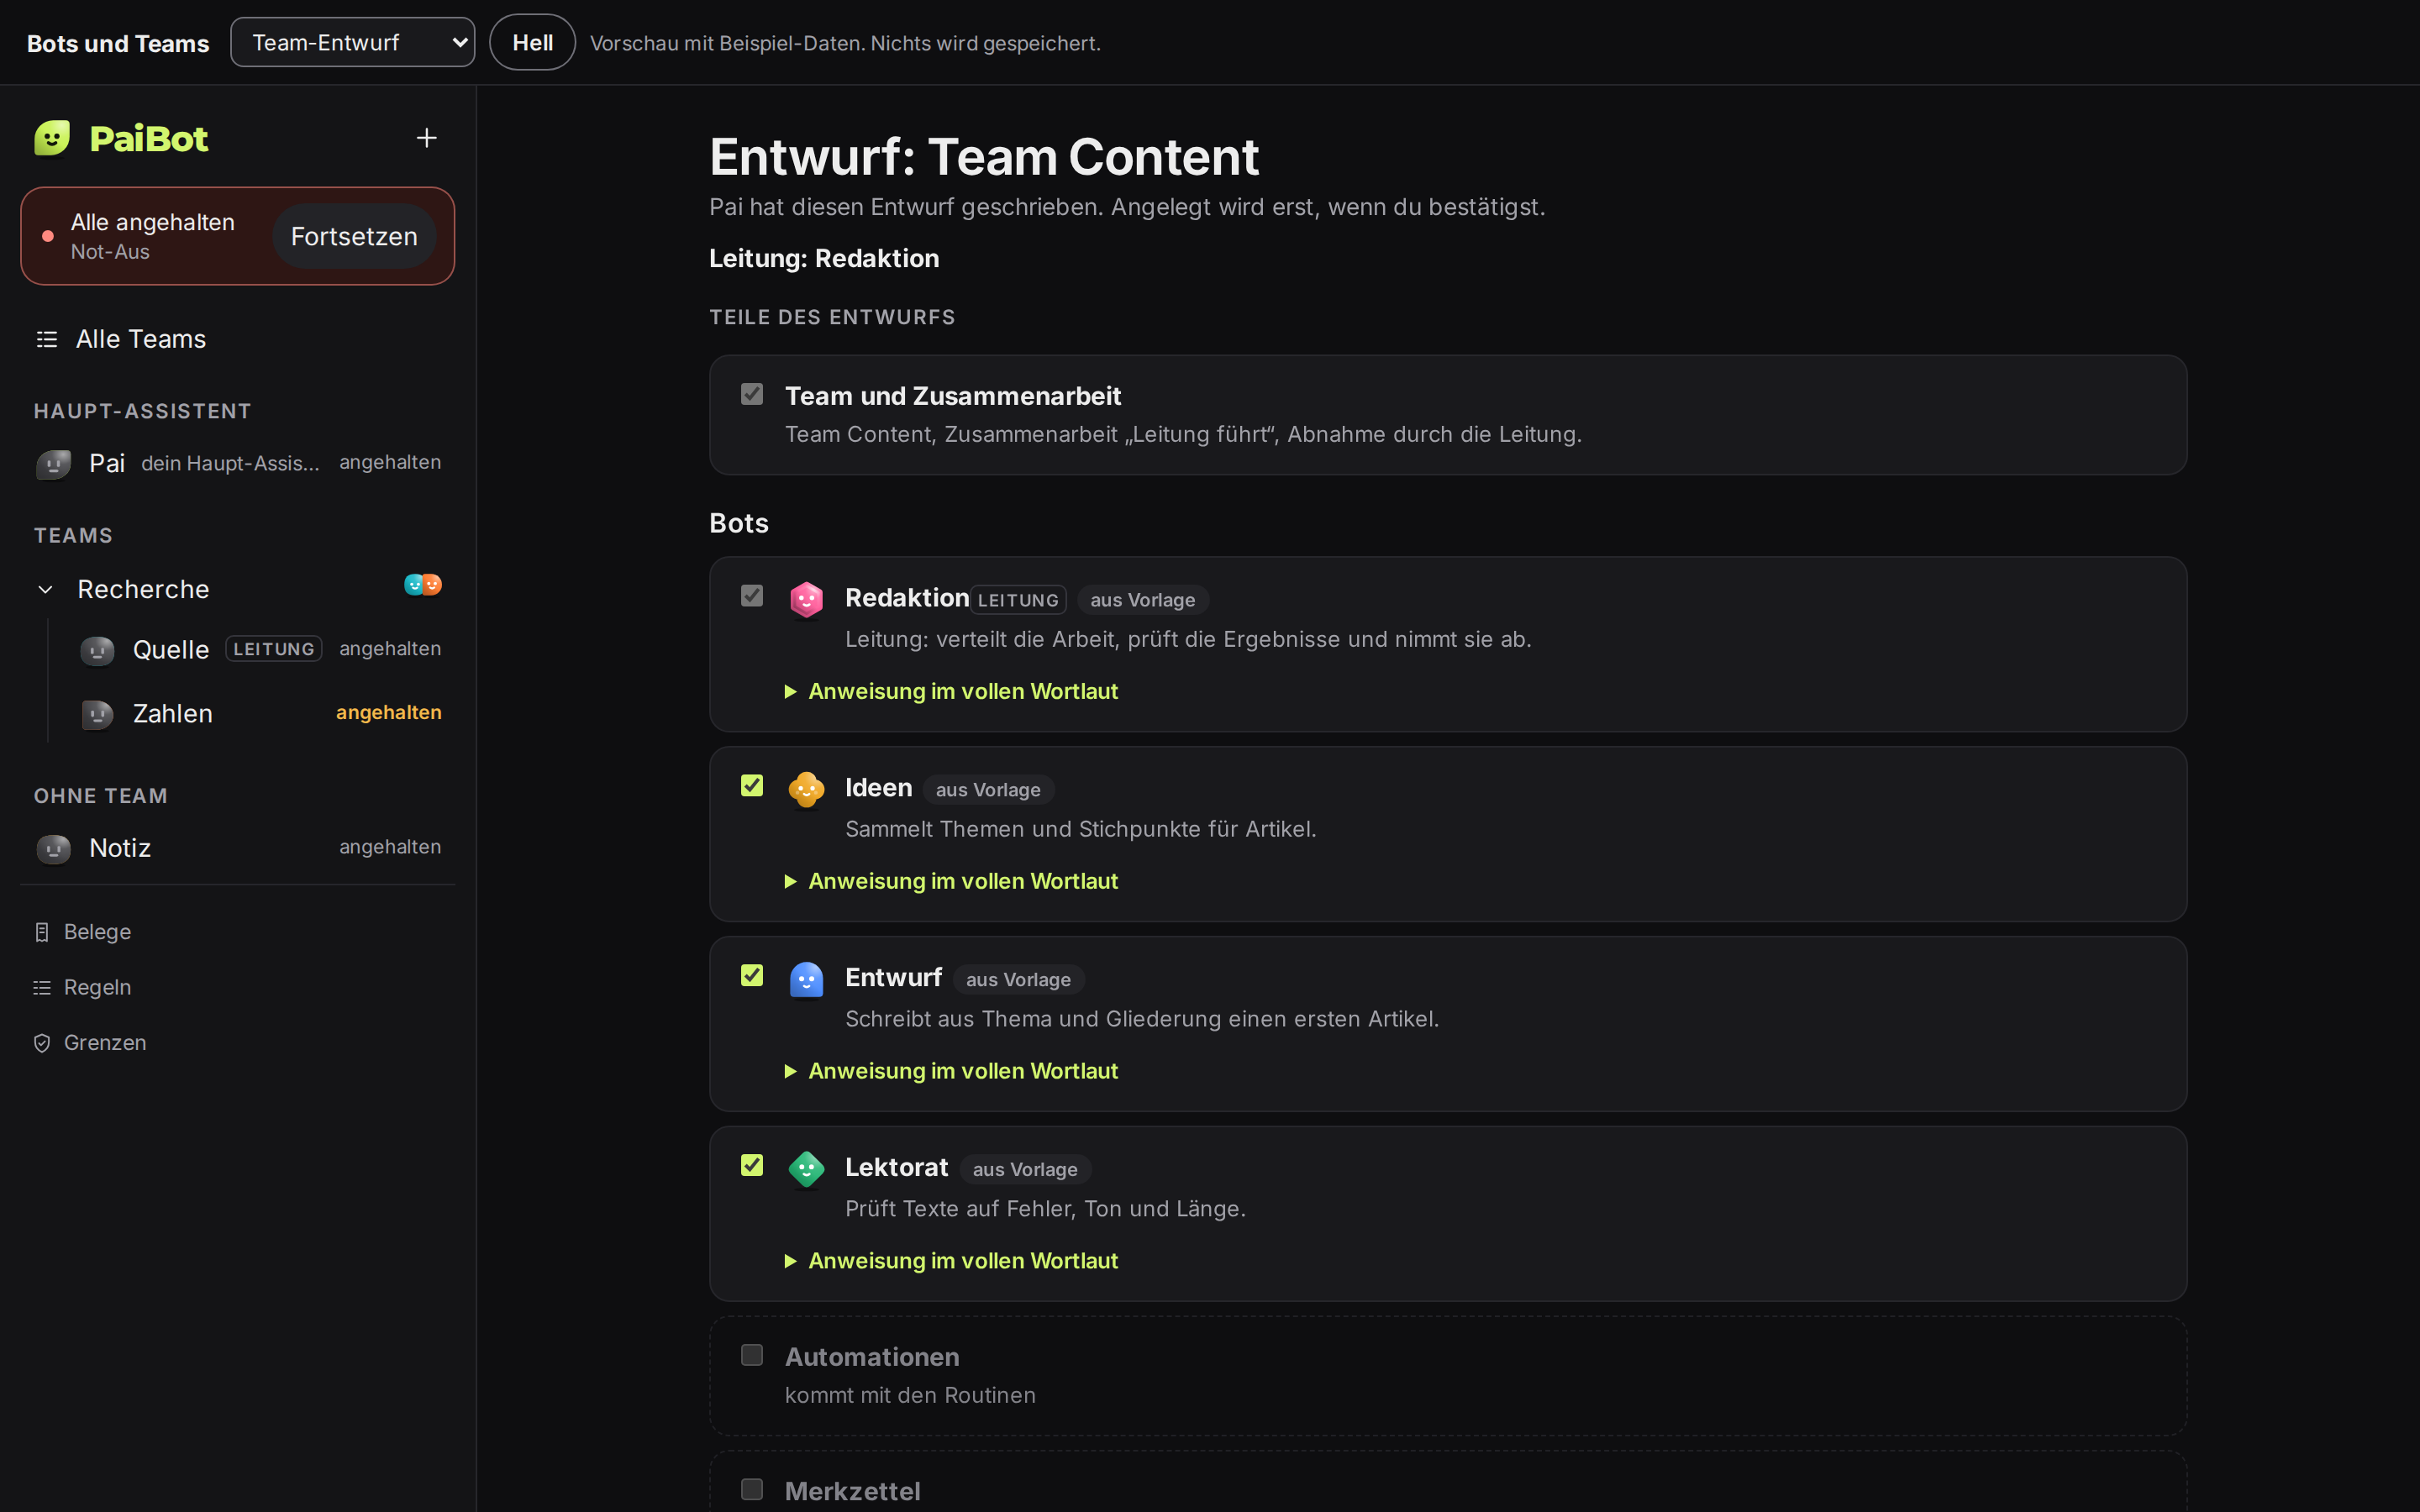 Bots und Teams
Team-Entwurf
Hell
Vorschau mit Beispiel-Daten. Nichts wird gespeichert.
PaiBot
Alle angehalten
Not-Aus
Fortsetzen
Alle Teams
HAUPT-ASSISTENT
Pai dein Haupt-Assis... angehalten
TEAMS
Recherche
Quelle LEITUNG angehalten
Zahlen angehalten
OHNE TEAM
Notiz angehalten
Belege
Regeln
Grenzen
Entwurf: Team Content
Pai hat diesen Entwurf geschrieben. Angelegt wird erst, wenn du bestätigst.
Leitung: Redaktion
TEILE DES ENTWURFS
Team und Zusammenarbeit
Team Content, Zusammenarbeit „Leitung führt“, Abnahme durch die Leitung.
Bots
Redaktion LEITUNG aus Vorlage
Leitung: verteilt die Arbeit, prüft die Ergebnisse und nimmt sie ab.
Anweisung im vollen Wortlaut
Ideen aus Vorlage
Sammelt Themen und Stichpunkte für Artikel.
Anweisung im vollen Wortlaut
Entwurf aus Vorlage
Schreibt aus Thema und Gliederung einen ersten Artikel.
Anweisung im vollen Wortlaut
Lektorat aus Vorlage
Prüft Texte auf Fehler, Ton und Länge.
Anweisung im vollen Wortlaut
Automationen
kommt mit den Routinen
Merkzettel